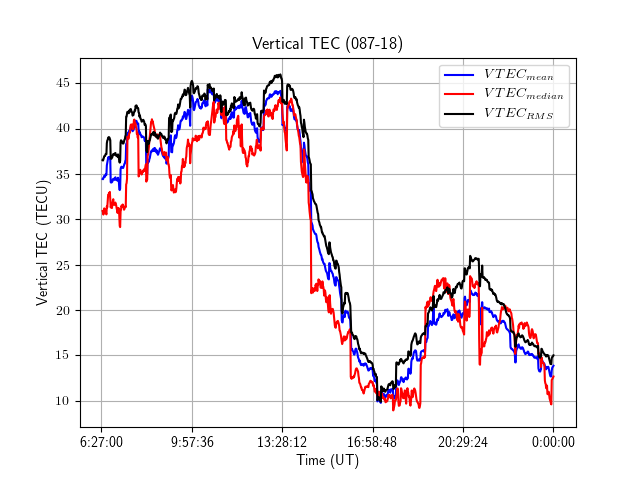 Vertical TEC (087-18)
VTEC_mean
VTEC_median
VTEC_RMS
45
40
35
30
25
20
15
10
Vertical TEC (TECU)
6:27:00 9:57:36 13:28:12 16:58:48 20:29:24 0:00:00
Time (UT)